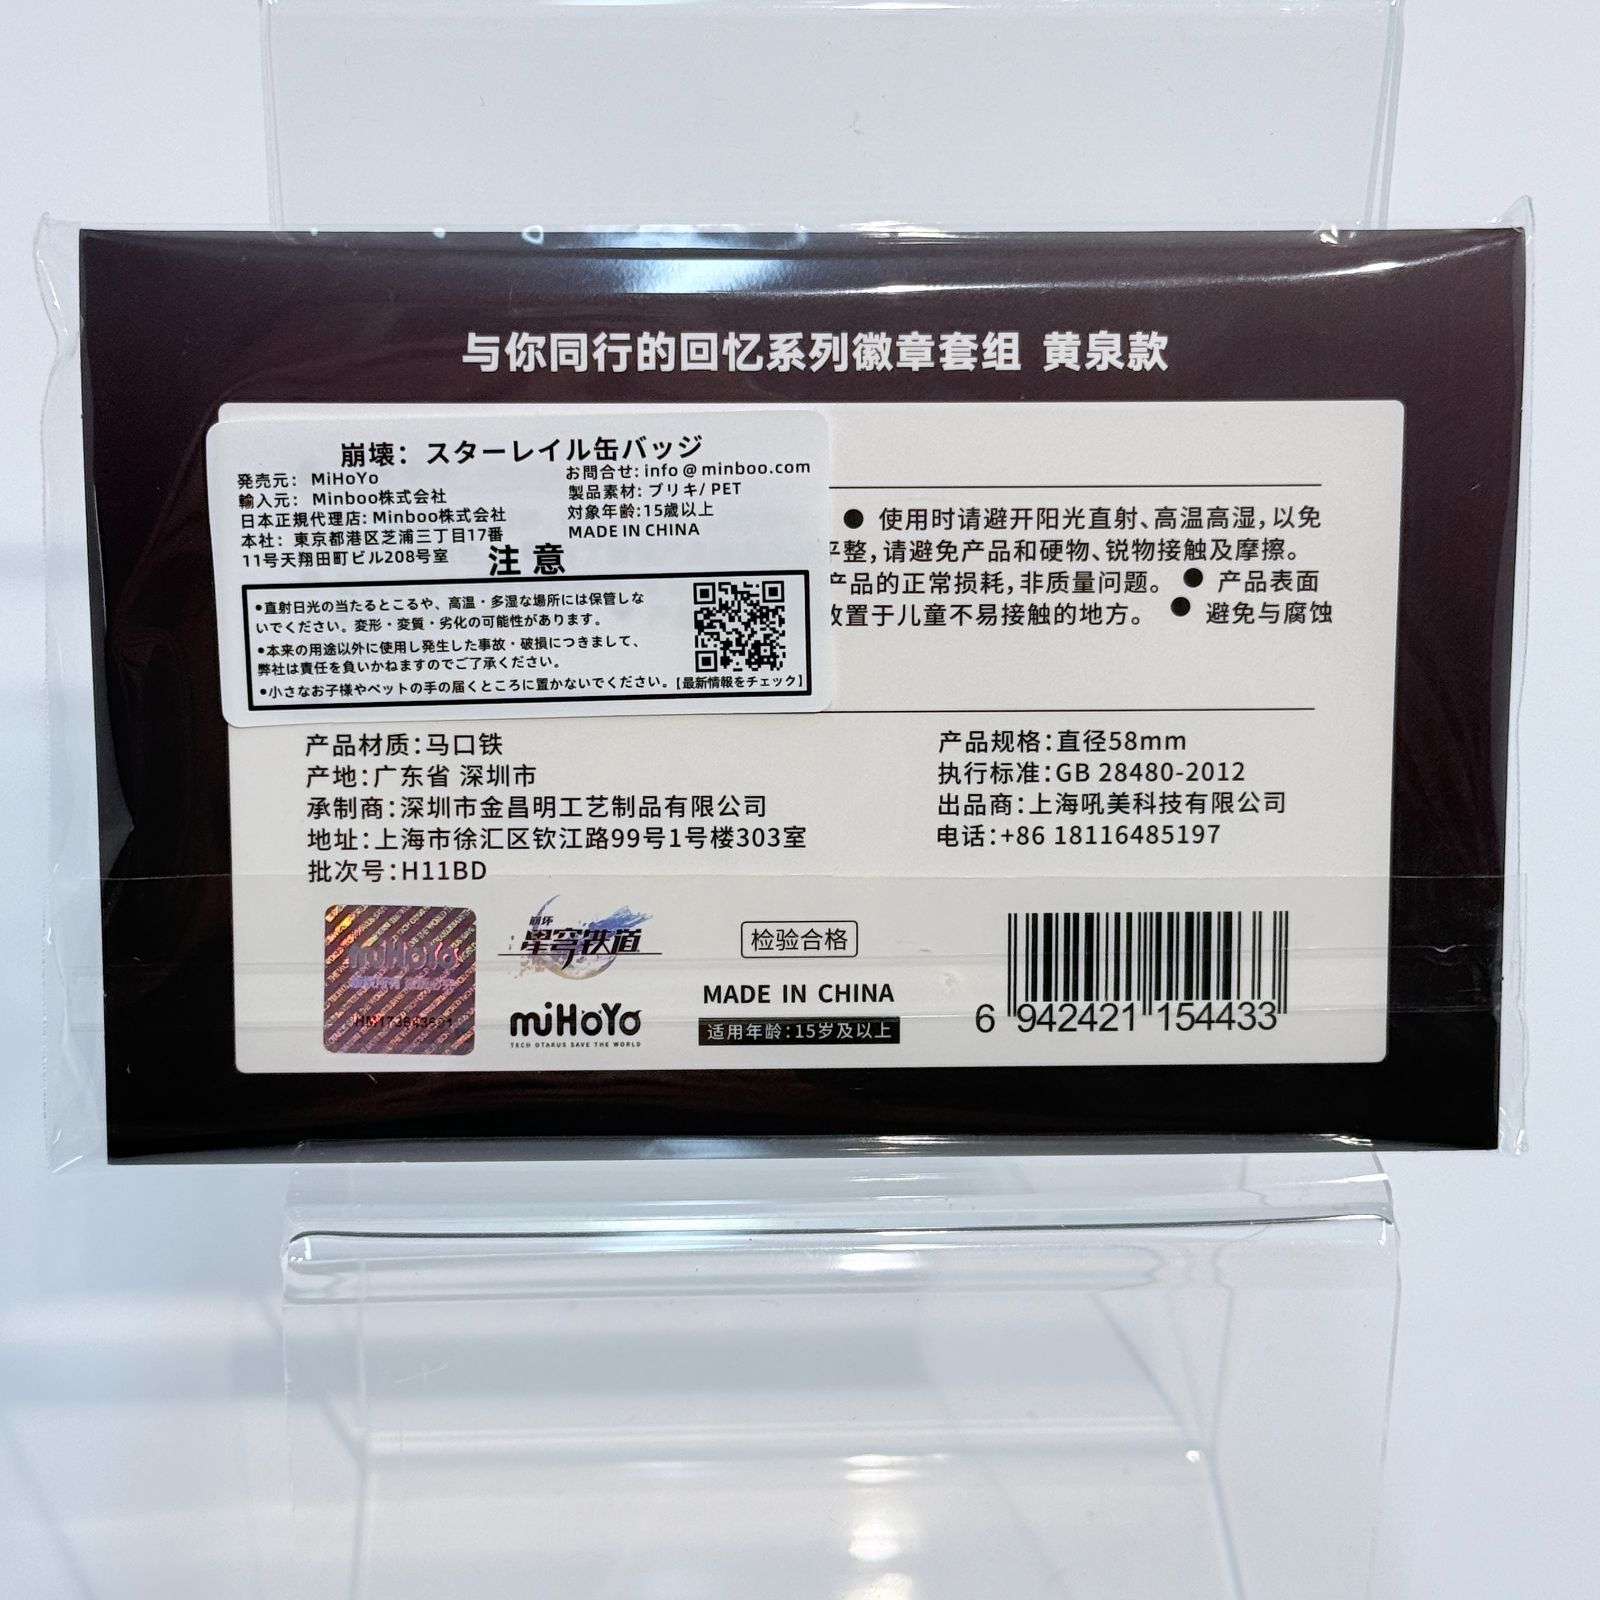 与你同行的回忆系列徽章套组 黄泉款
崩壊：スターレイル缶バッジ
発売元： MiHoYo
輸入元： Minboo株式会社
日本正規代理店: Minboo株式会社
本社： 東京都港区芝浦三丁目17番
11号天翔田町ビル208号室
お問合せ: info@minboo.com
製品素材: ブリキ/ PET
対象年齢:15歳以上
MADE IN CHINA
注意
•直射日光の当たるところや、高温・多湿な場所には保管しな
いでください。変形・変質・劣化の可能性があります。
•本来の用途以外に使用し発生した事故・破損につきまして、
弊社は責任を負いかねますのでご了承ください。
•小さなお子様やペットの手の届くところに置かないでください。
【最新情報をチェック】
● 使用时请避开阳光直射、高温高湿，以免
平整，请避免产品和硬物、锐物接触及摩擦。
产品的正常损耗，非质量问题。 ● 产品表面
放置于儿童不易接触的地方。 ● 避免与腐蚀
产品材质：马口铁
产地：广东省 深圳市
承制商：深圳市金昌明工艺制品有限公司
地址：上海市徐汇区钦江路99号1号楼303室
批次号：H11BD
产品规格：直径58mm
执行标准：GB 28480-2012
出品商：上海吼美科技有限公司
电话：+86 18116485197
miHoYo
崩坏
星穹铁道
miHoYo
TECH OTAKUS SAVE THE WORLD
检验合格
MADE IN CHINA
适用年龄：15岁及以上
6 942421 154433